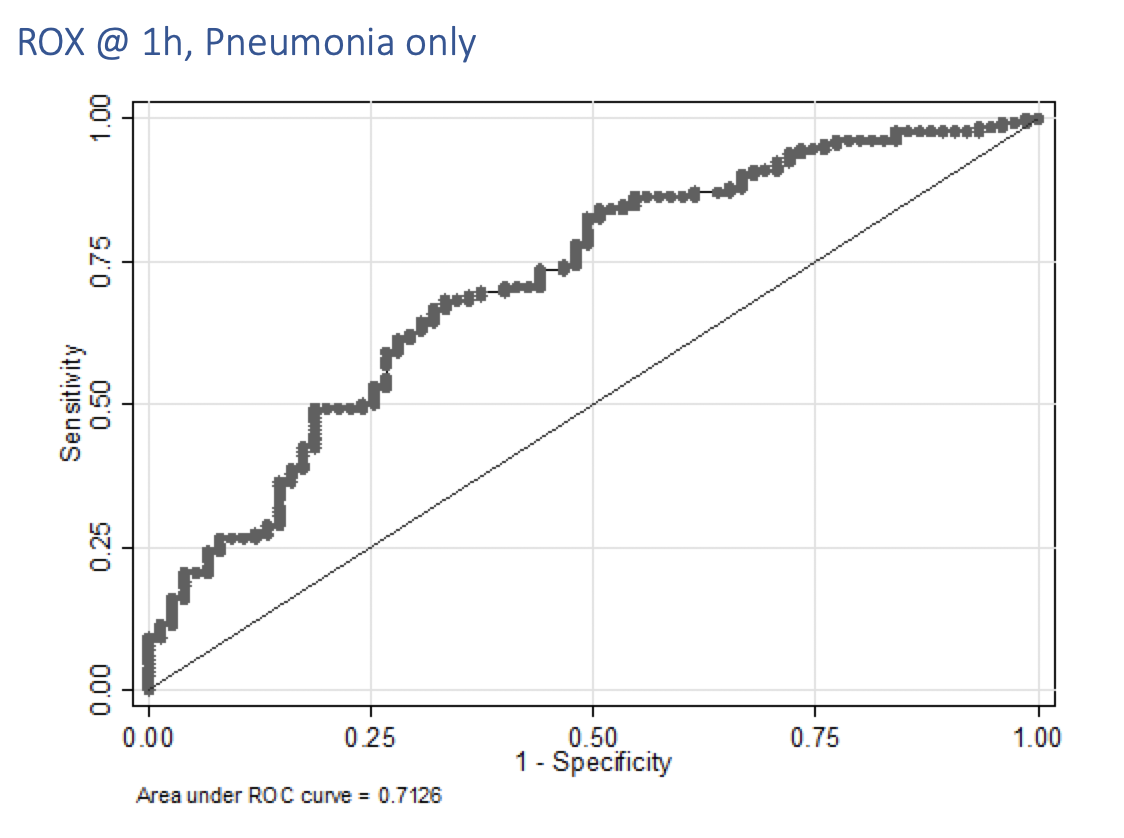 ROX @ 1h, Pneumonia only
1.00
0.75
0.50
0.25
0.00
Sensitivity
0.00 0.25 0.50 0.75 1.00
1 - Specificity
Area under ROC curve = 0.7126